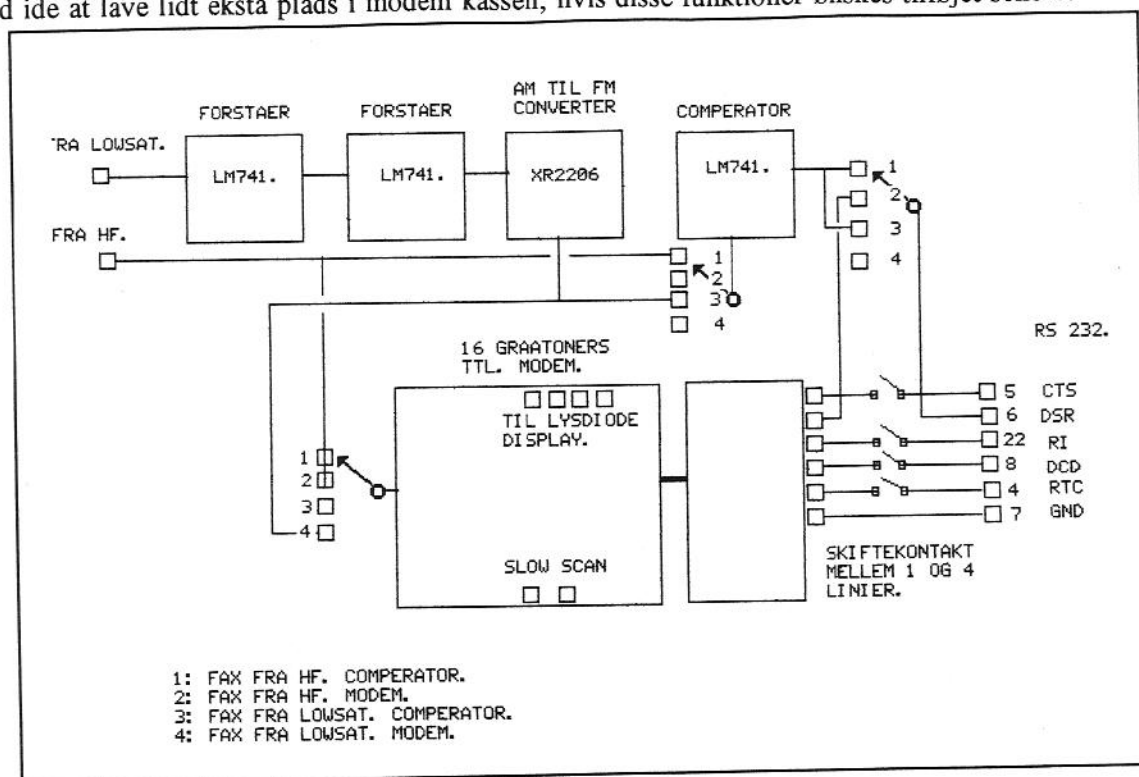 d ide at lave lidt eksta plads i modem kassen, hvis disse funktioner
FORSTAER
FORSTAER
AM TIL FM
CONVERTER
COMPERATOR
RA LOWSAT.
LM741.
LM741.
XR2206
LM741.
1
2
3
4
FRA HF.
1
2
3
4
RS 232.
16 GRAATONERS
TTL. MODEM.
TIL LYSDIODE
DISPLAY.
5 CTS
6 DSR
22 RI
8 DCD
4 RTC
7 GND
1
2
3
4
SLOW SCAN
SKIFTEKONTAKT
MELLEM 1 OG 4
LINIER.
1: FAX FRA HF. COMPERATOR.
2: FAX FRA HF. MODEM.
3: FAX FRA LOWSAT. COMPERATOR.
4: FAX FRA LOWSAT. MODEM.